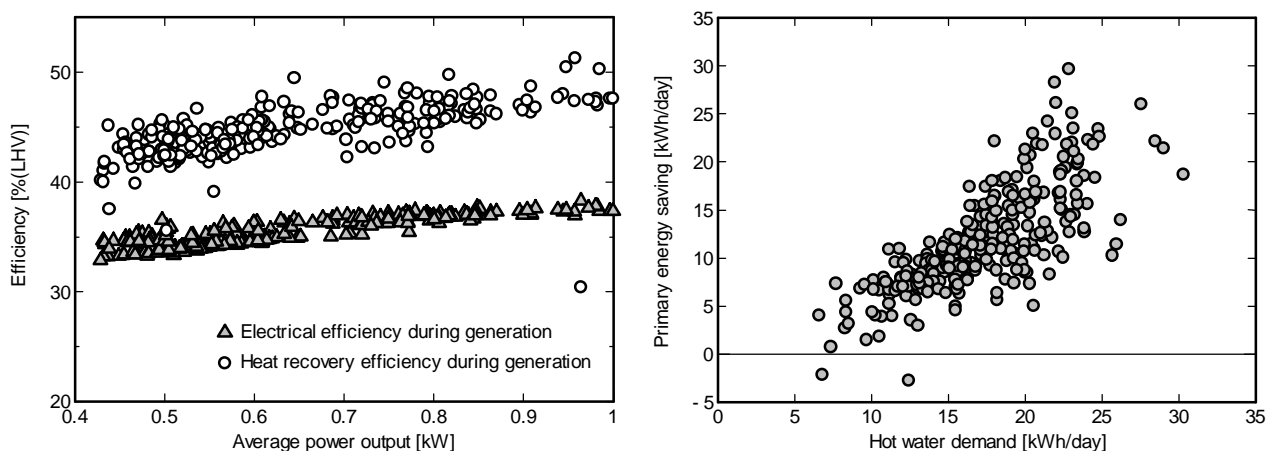 Efficiency [%(LHV)]
50
40
30
20
0.4 0.5 0.6 0.7 0.8 0.9 1
Average power output [kW]
Electrical efficiency during generation
Heat recovery efficiency during generation
Primary energy saving [kWh/day]
35
30
25
20
15
10
5
0
- 5
0 5 10 15 20 25 30 35
Hot water demand [kWh/day]